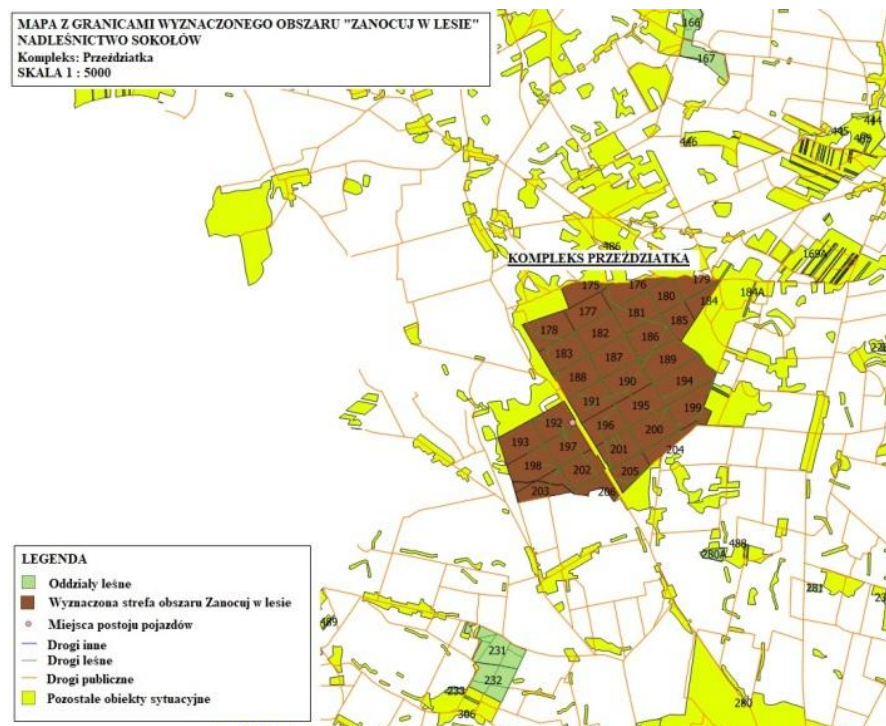 MAPA Z GRANICAMI WYZNACZONEGO OBSZARU "ZANOCUJ W LESIE"
NADLEŚNICTWO SOKOŁÓW
Kompleks: Przeździatka
SKALA 1 : 5000
166
167
444
445
446
486
169A
KOMPLEKS PRZEŹDZIATKA
175
176
179
180
184
184A
177
181
185
178
182
186
183
187
189
188
190
194
191
195
199
192
196
200
193
197
201
204
198
202
205
203
206
488
280A
281
489
231
232
233
306
280
LEGENDA
Oddziały leśne
Wyznaczona strefa obszaru Zanocuj w lesie
Miejsca postoju pojazdów
Drogi inne
Drogi leśne
Drogi publiczne
Pozostałe obiekty sytuacyjne